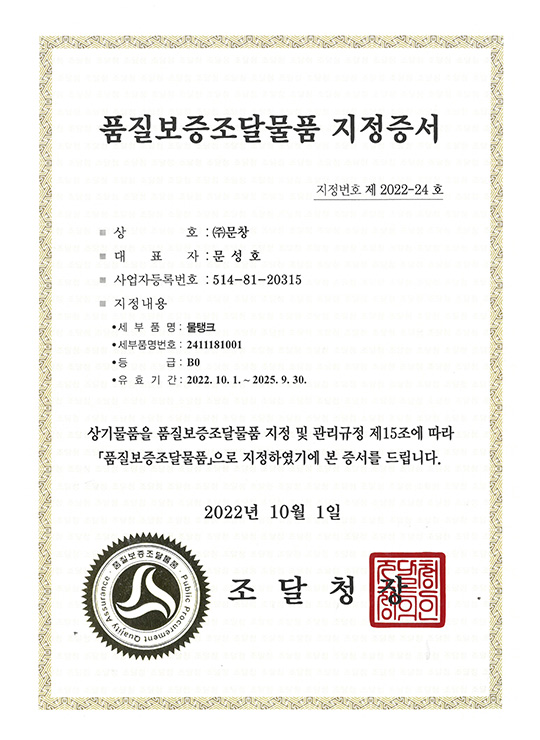 품질보증조달물품 지정증서
지정번호 제 2022-24 호
상 호 : ㈜문창
대 표 자 : 문 성 호
사업자등록번호 : 514-81-20315
지정내용
•세 부 품 명 : 물탱크
•세부품명번호 : 2411181001
•등 급 : B0
•유 효 기 간 : 2022. 10. 1. ~ 2025. 9. 30.
상기물품을 품질보증조달물품 지정 및 관리규정 제15조에 따라
「품질보증조달물품」으로 지정하였기에 본 증서를 드립니다.
2022년 10월 1일
품질보증조달물품 · Public Procurement Quality Assurance ·
조 달 청 장